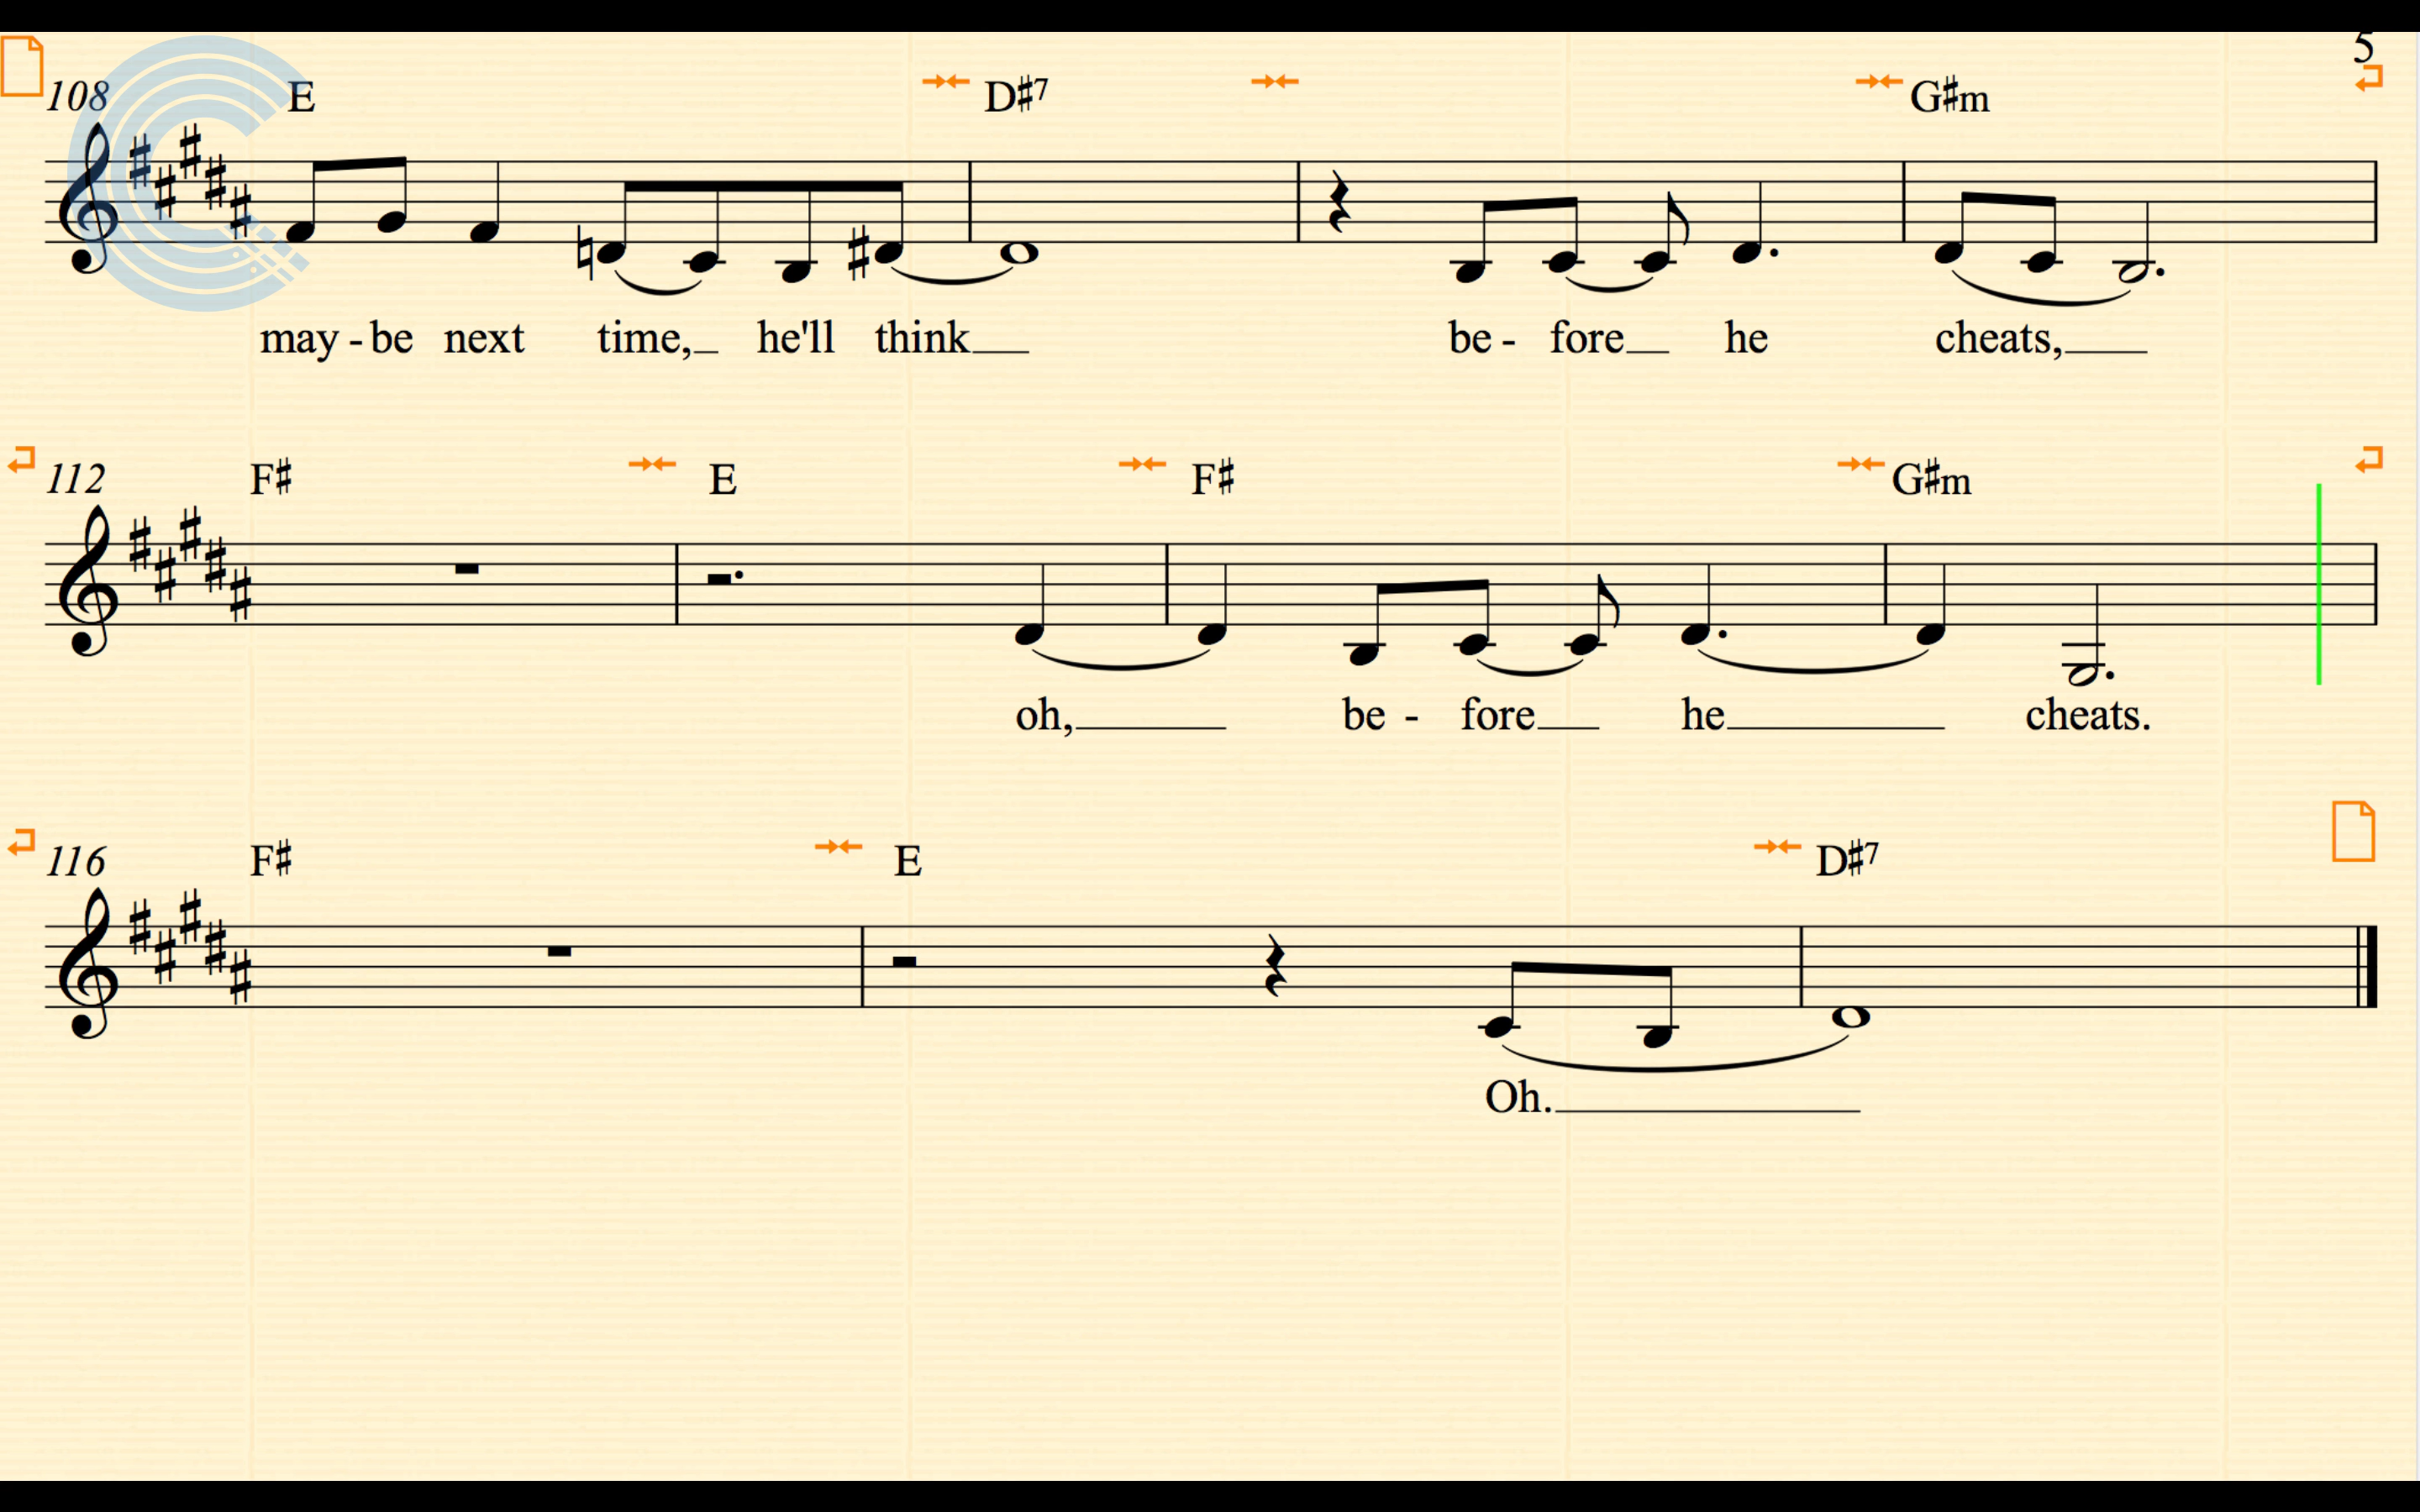 5
108 E D♯7 G♯m
may - be next time, he'll think be - fore he cheats,
112 F♯ E F♯ G♯m
oh, be - fore he cheats.
116 F♯ E D♯7
Oh.